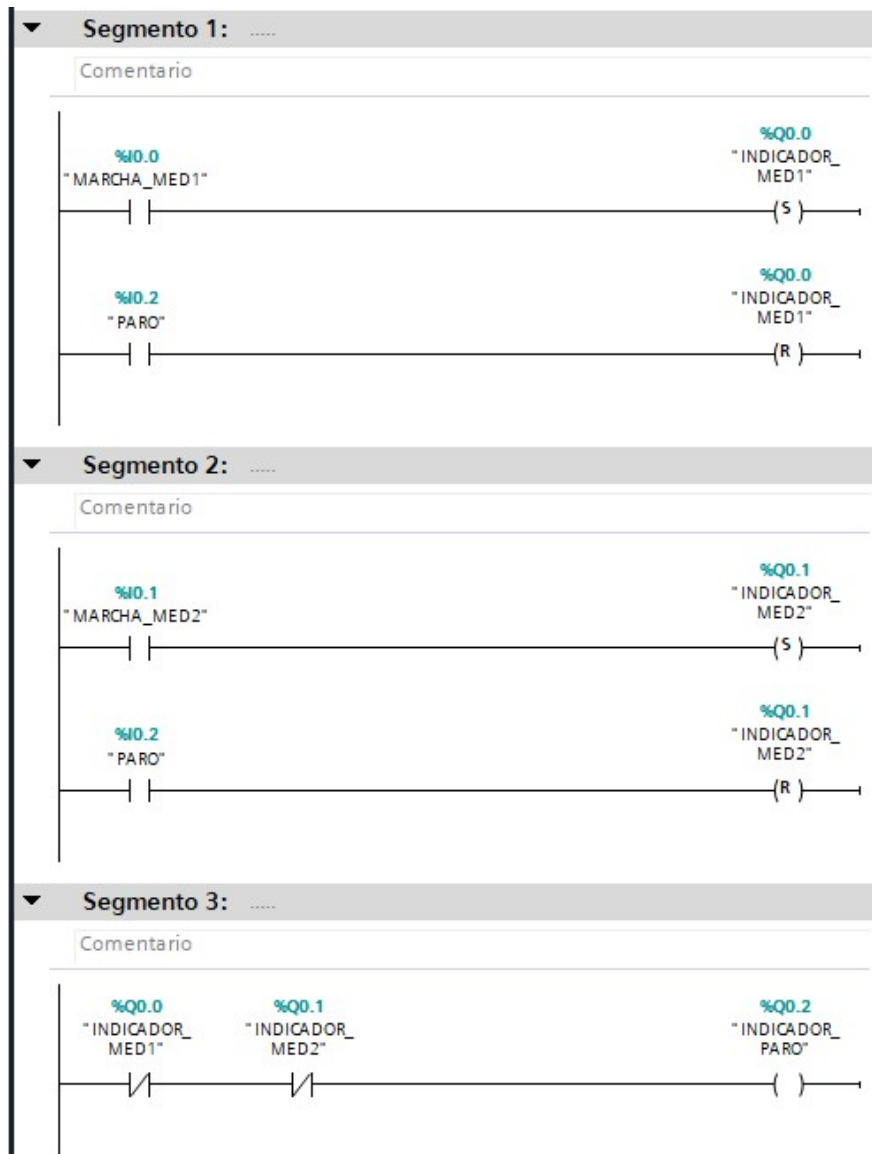 Segmento 1: .....
Comentario
%I0.0
"MARCHA_MED1"
%Q0.0
"INDICADOR_
MED1"
S
%I0.2
"PARO"
%Q0.0
"INDICADOR_
MED1"
R
Segmento 2: .....
Comentario
%I0.1
"MARCHA_MED2"
%Q0.1
"INDICADOR_
MED2"
S
%I0.2
"PARO"
%Q0.1
"INDICADOR_
MED2"
R
Segmento 3: .....
Comentario
%Q0.0
"INDICADOR_
MED1"
%Q0.1
"INDICADOR_
MED2"
%Q0.2
"INDICADOR_
PARO"